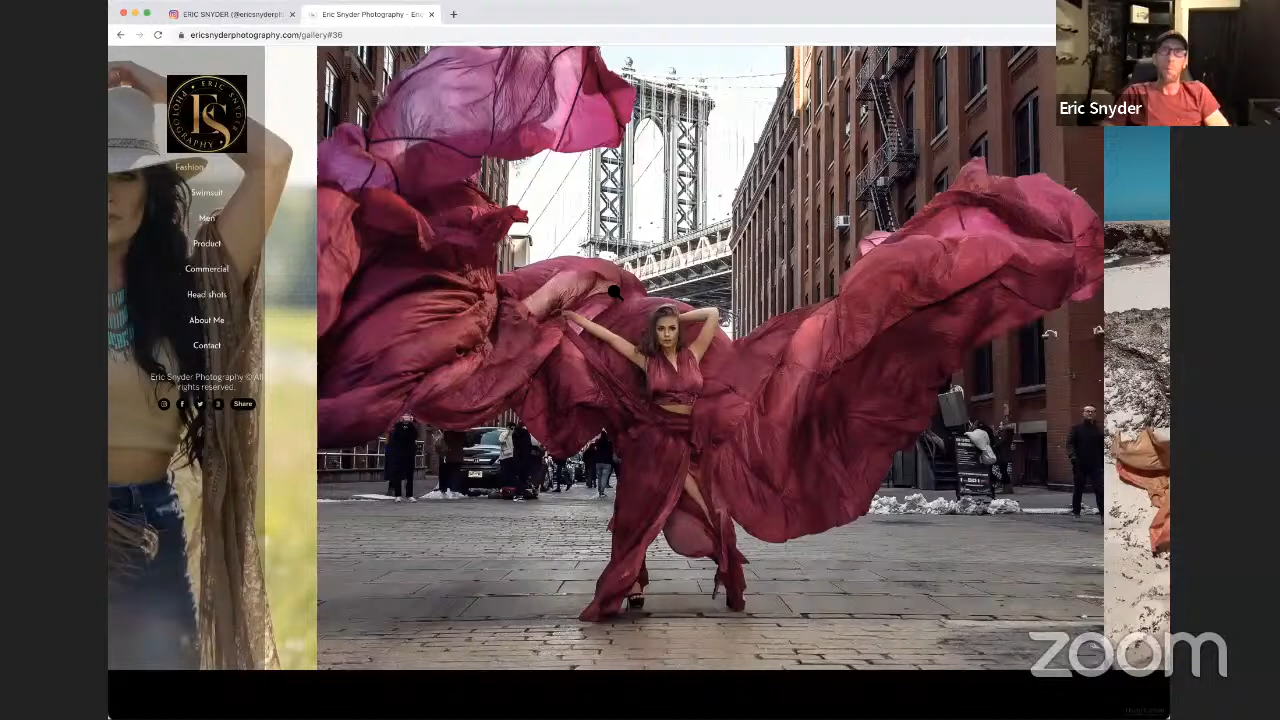 ERIC SNYDER (@ericsnyderph
Eric Snyder Photography - Eric
ericsnyderphotography.com/gallery#36
Eric Snyder
ERIC SNYDER PHOTOGRAPHY
ES
Fashion
Swimsuit
Men
Product
Commercial
Head shots
About Me
Contact
Eric Snyder Photography © All
rights reserved.
Share
zoom